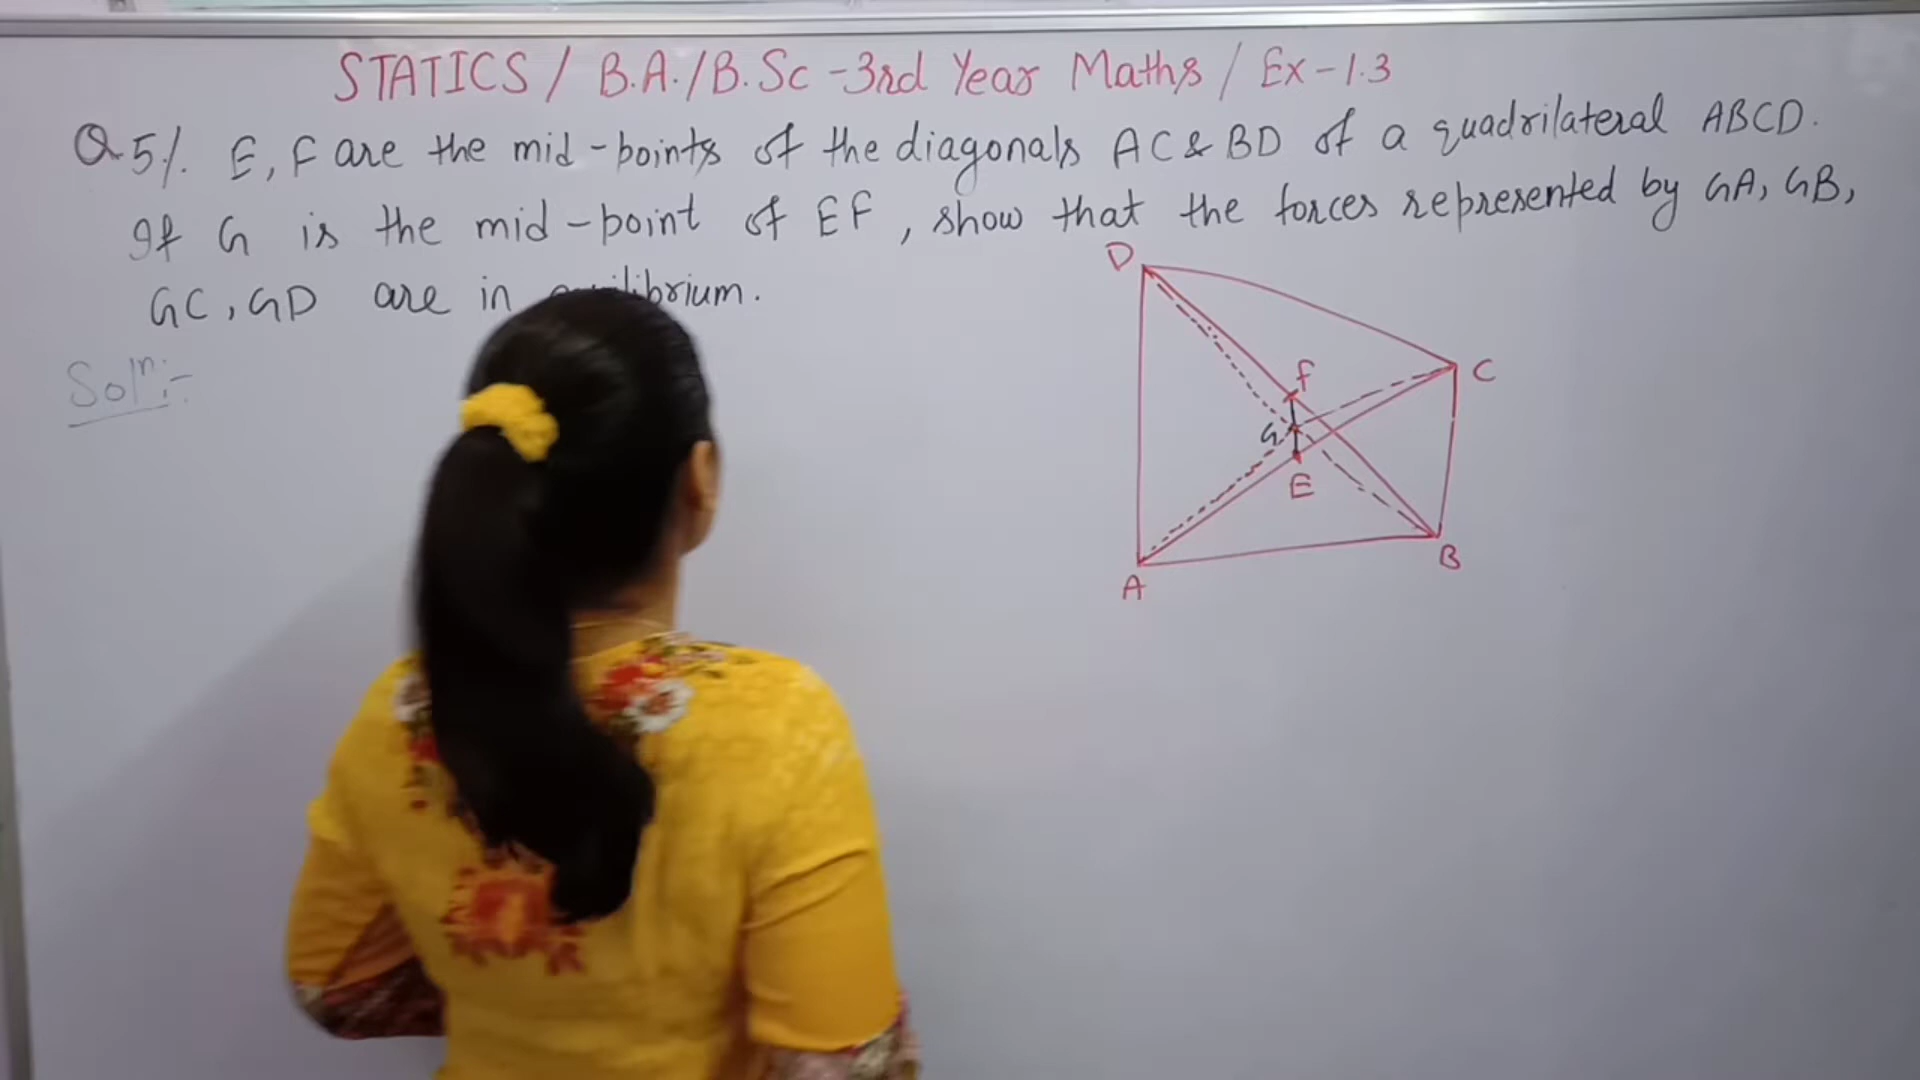 STATICS / B.A./B.Sc -3rd Year Maths / Ex-1.3
Q.5/. E, F are the mid-points of the diagonals AC & BD of a quadrilateral ABCD.
If G is the mid-point of EF, show that the forces represented by GA, GB,
GC, GD are in equilibrium.
Solⁿ:-
D
C
F
G
E
B
A